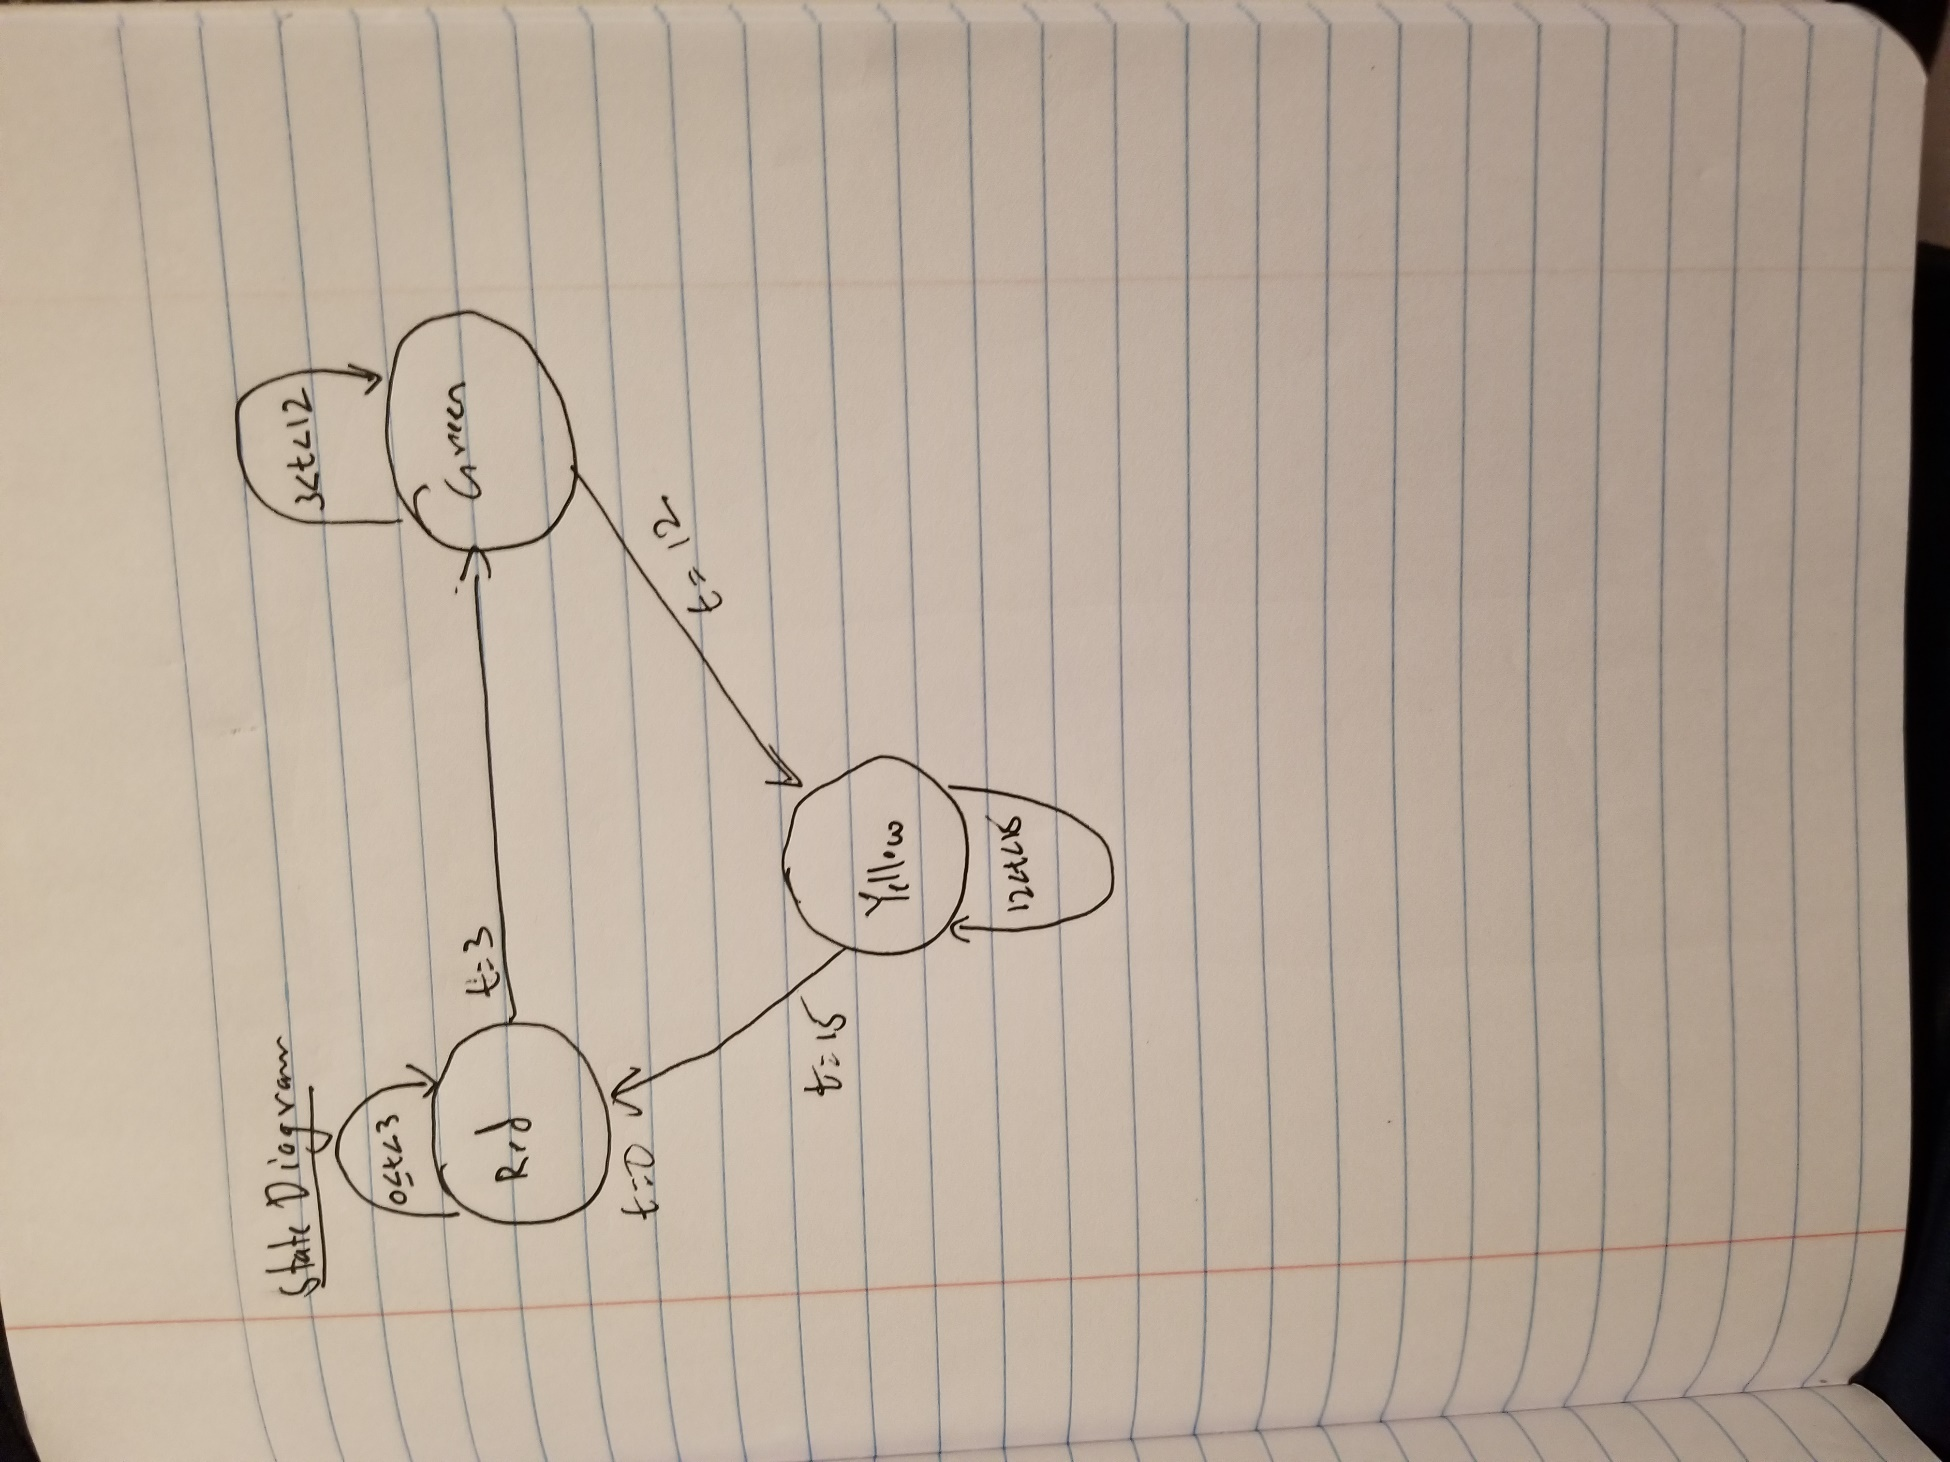 State Diagram
0≤t<3
Red
t=3
3<t<12
Green
t=12
t=0
t=15
Yellow
12<t<15